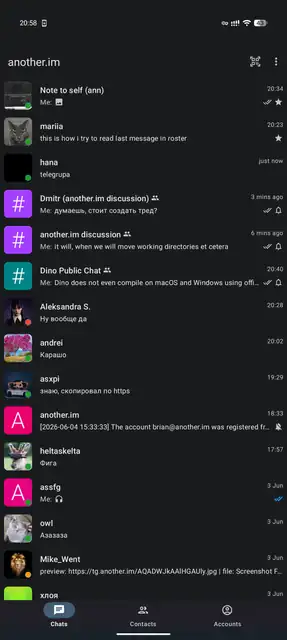 20:58
43
another.im
Note to self (ann)
20:34
Me:
mariia
20:23
this is how i try to read last message in roster
hana
just now
telegrupa
Dmitr (another.im discussion)
3 mins ago
Me: думаешь, стоит создать тред?
another.im discussion
6 mins ago
Me: it will, when we will move working directories et cetera
Dino Public Chat
20:40
Me: Dino does not even compile on macOS and Windows using offi...
Aleksandra S.
20:28
Ну вообще да
andrei
20:02
Карашо
asxpi
19:29
знаю, скопировал по https
another.im
18:33
[2026-06-04 15:33:33] The account brian@another.im was registered fr...
heltaskelta
17:57
Фига
assfg
3 Jun
Me:
owl
3 Jun
Азазаза
Mike_Went
3 Jun
preview: https://tg.another.im/AQADWJkAAlHGAUly.jpg | file: Screenshot F...
хлоя
3 Jun
Chats
Contacts
Accounts